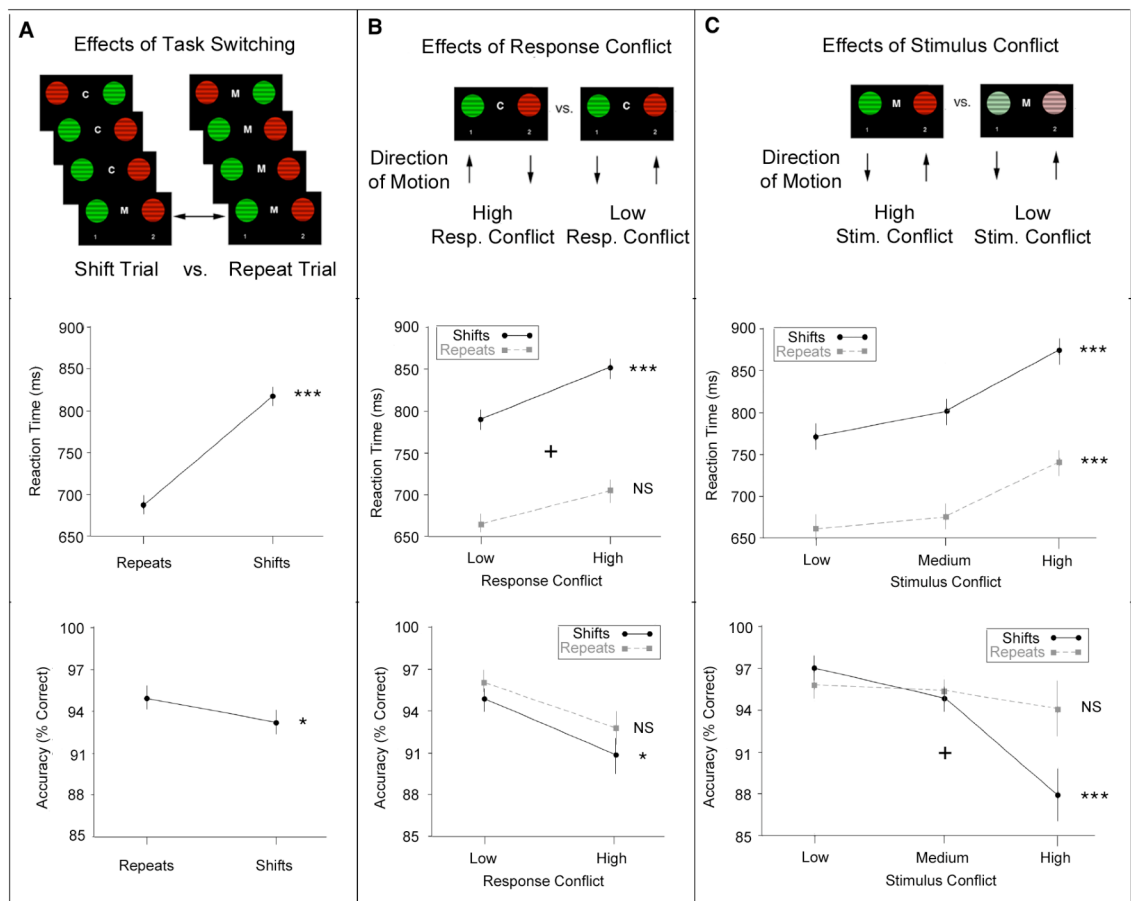 A
Effects of Task Switching
C
C
C
M
1 2
M
M
M
M
1 2
Shift Trial vs. Repeat Trial
900
850
800
750
700
650
Reaction Time (ms)
***
Repeats Shifts
100
97
94
91
88
85
Accuracy (% Correct)
*
Repeats Shifts
B
Effects of Response Conflict
C vs. C
1 2 1 2
Direction
of Motion
High Low
Resp. Conflict Resp. Conflict
900
850
800
750
700
650
Reaction Time (ms)
Shifts
Repeats
***
+
NS
Low High
Response Conflict
100
97
94
91
88
85
Accuracy (% Correct)
Shifts
Repeats
NS
*
Low High
Response Conflict
C
Effects of Stimulus Conflict
M vs. M
1 2 1 2
Direction
of Motion
High Low
Stim. Conflict Stim. Conflict
900
850
800
750
700
650
Reaction Time (ms)
Shifts
Repeats
***
***
Low Medium High
Stimulus Conflict
100
97
94
91
88
85
Accuracy (% Correct)
Shifts
Repeats
NS
+
***
Low Medium High
Stimulus Conflict